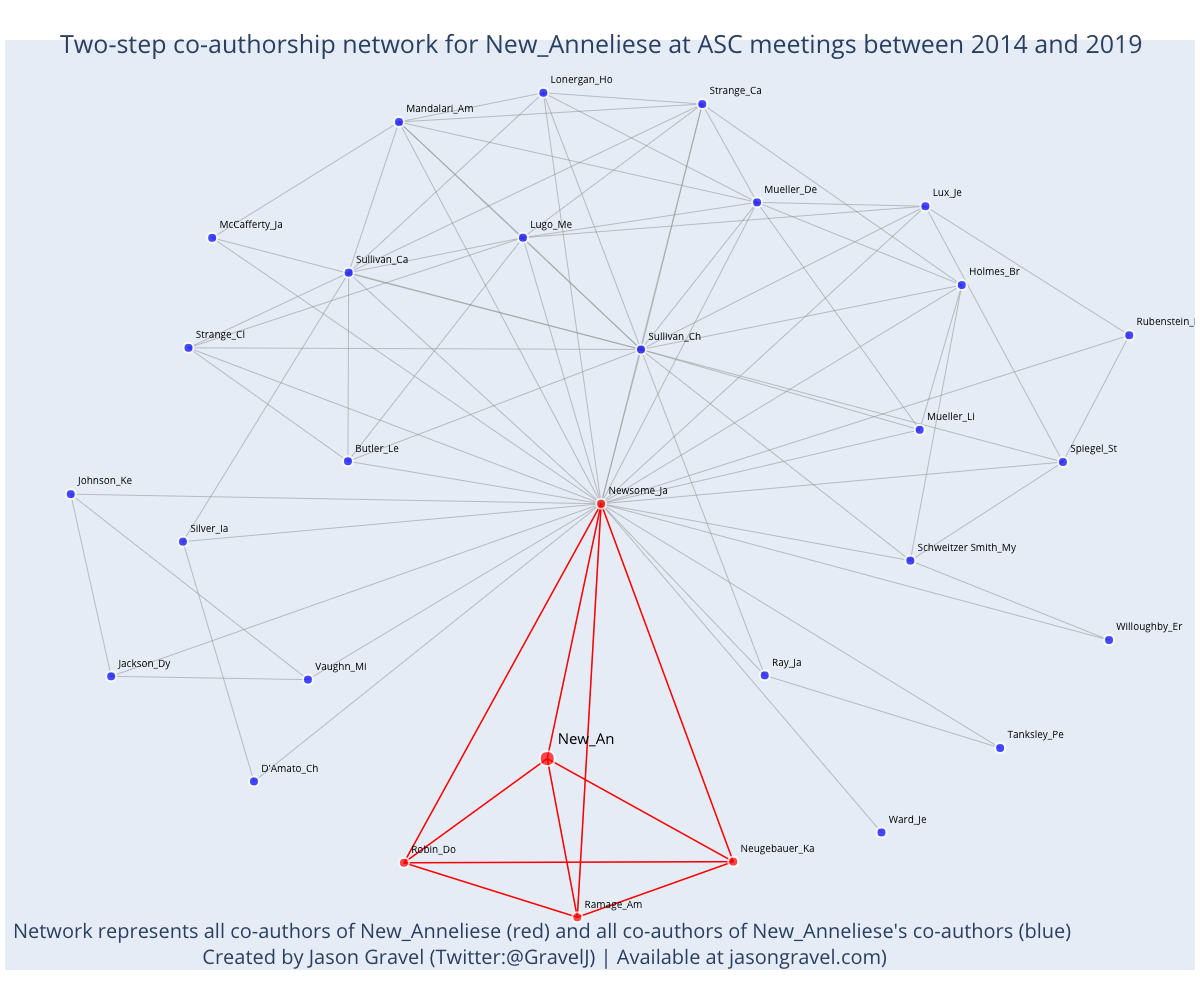 Two-step co-authorship network for New_Anneliese at ASC meetings between 2014 and 2019
Lonergan_Ho
Strange_Ca
Mandalari_Am
Mueller_De
Lux_Je
McCafferty_Ja
Lugo_Me
Sullivan_Ca
Holmes_Br
Rubenstein_
Strange_Cl
Sullivan_Ch
Mueller_Li
Butler_Le
Spiegel_St
Johnson_Ke
Newsome_Ja
Silver_Ia
Schweitzer Smith_My
Willoughby_Er
Jackson_Dy
Vaughn_Mi
Ray_Ja
Tanksley_Pe
New_An
D'Amato_Ch
Ward_Je
Robin_Do
Neugebauer_Ka
Ramage_Am
Network represents all co-authors of New_Anneliese (red) and all co-authors of New_Anneliese's co-authors (blue)
Created by Jason Gravel (Twitter:@GravelJ) | Available at jasongravel.com)